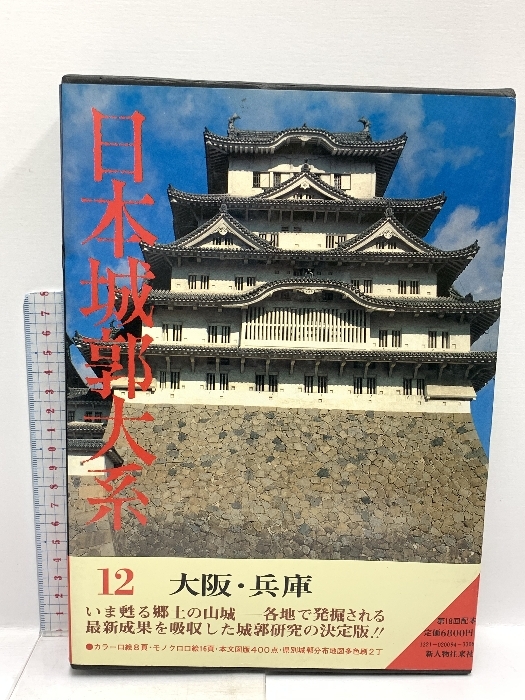 日本城郭大系
12 大阪・兵庫
いま甦る郷土の山城――各地で発掘される
最新成果を吸収した城郭研究の決定版!!
●カラー口絵8頁・モノクロ口絵16頁・本文図版400点・県別城郭分布地図多色刷2丁
定価6800円
新人物往来社